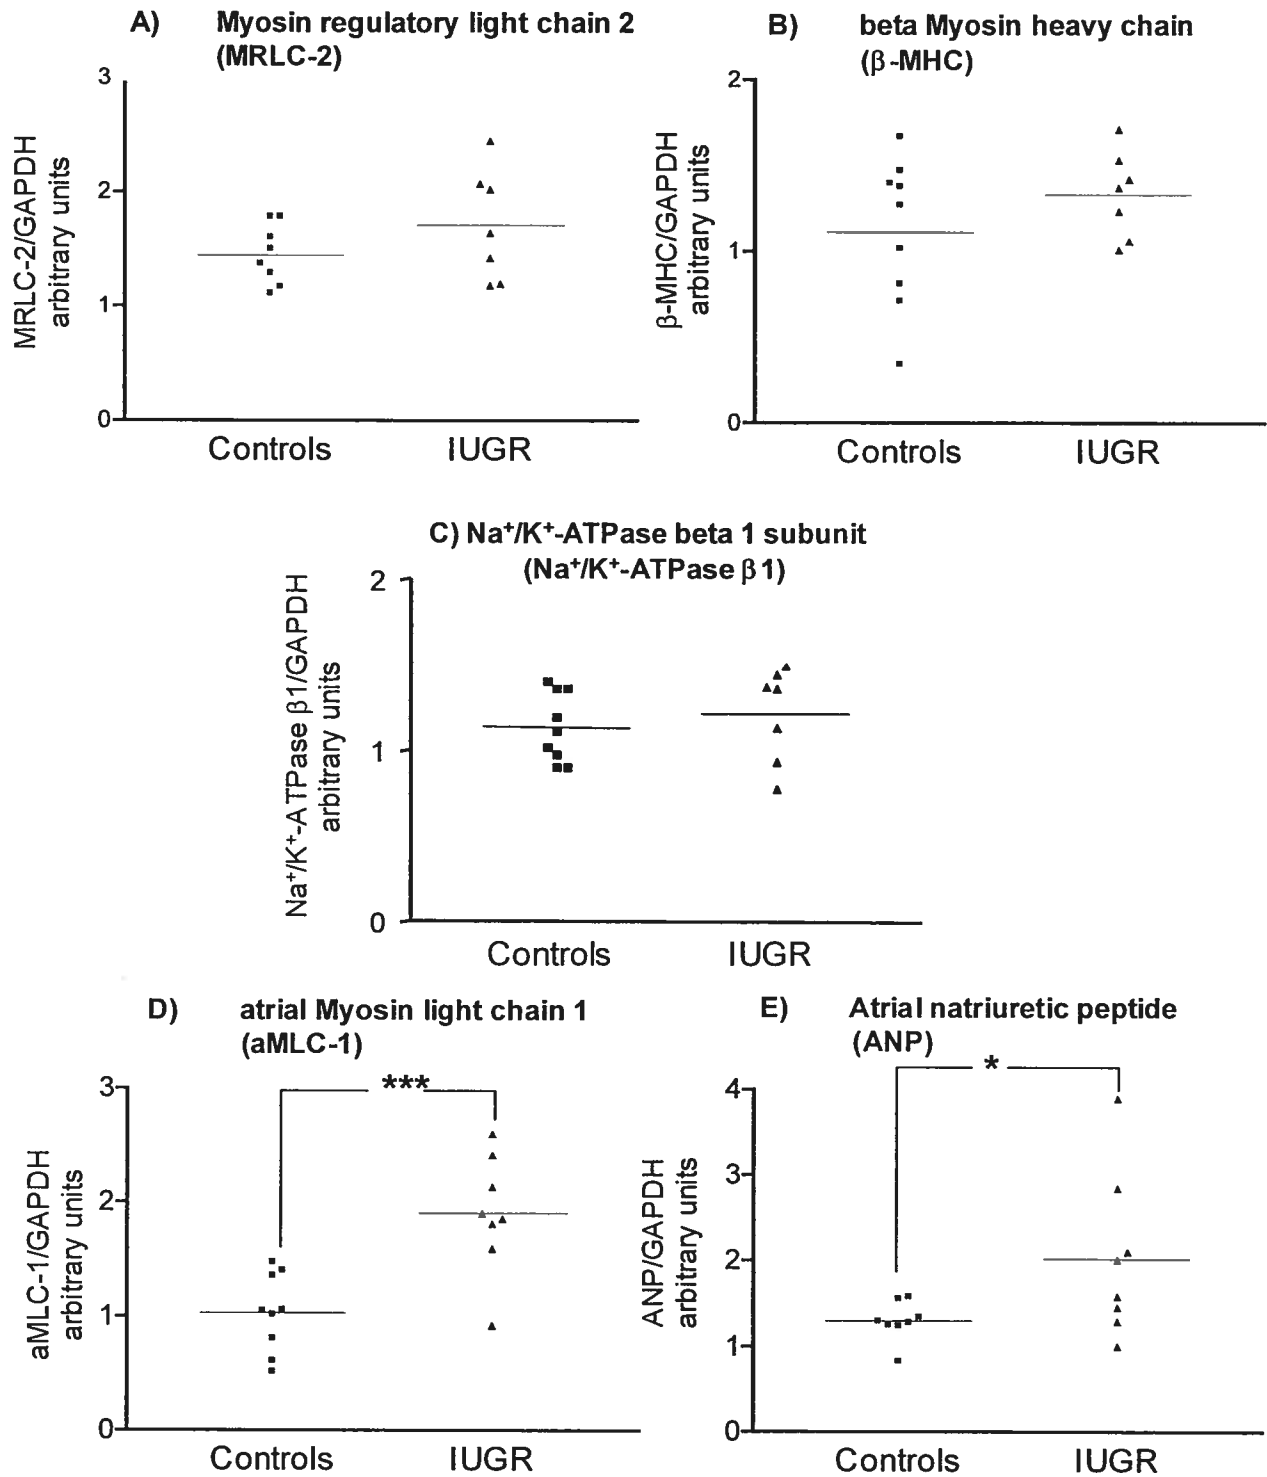 A) Myosin regulatory light chain 2
(MRLC-2)
3
2
1
0
MRLC-2/GAPDH
arbitrary units
Controls IUGR
B) beta Myosin heavy chain
(β-MHC)
2
1
0
β-MHC/GAPDH
arbitrary units
Controls IUGR
C) Na⁺/K⁺-ATPase beta 1 subunit
(Na⁺/K⁺-ATPase β1)
2
1
0
Na⁺/K⁺-ATPase β1/GAPDH
arbitrary units
Controls IUGR
D) atrial Myosin light chain 1
(aMLC-1)
***
3
2
1
0
aMLC-1/GAPDH
arbitrary units
Controls IUGR
E) Atrial natriuretic peptide
(ANP)
*
4
3
2
1
0
ANP/GAPDH
arbitrary units
Controls IUGR